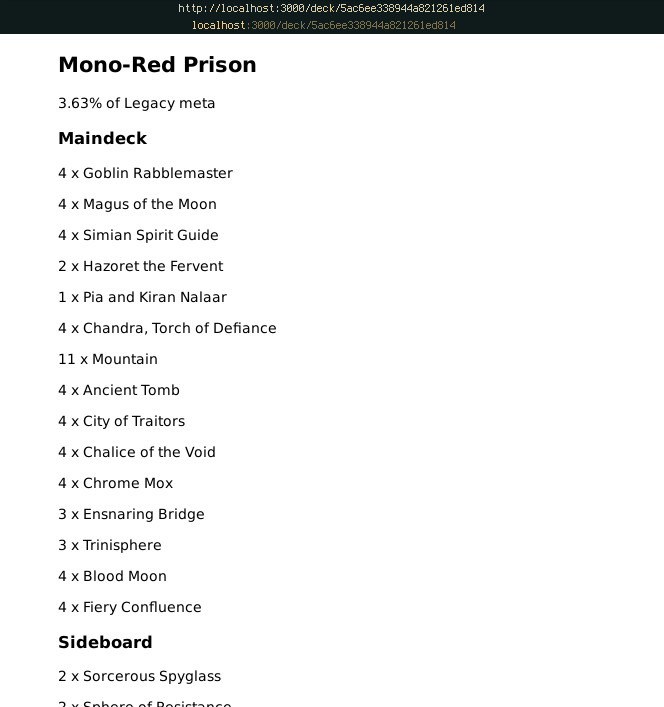 http://localhost:3000/deck/5ac6ee338944a821261ed814
localhost:3000/deck/5ac6ee338944a821261ed814
Mono-Red Prison
3.63% of Legacy meta
Maindeck
4 x Goblin Rabblemaster
4 x Magus of the Moon
4 x Simian Spirit Guide
2 x Hazoret the Fervent
1 x Pia and Kiran Nalaar
4 x Chandra, Torch of Defiance
11 x Mountain
4 x Ancient Tomb
4 x City of Traitors
4 x Chalice of the Void
4 x Chrome Mox
3 x Ensnaring Bridge
3 x Trinisphere
4 x Blood Moon
4 x Fiery Confluence
Sideboard
2 x Sorcerous Spyglass
2 x Sphere of Resistance